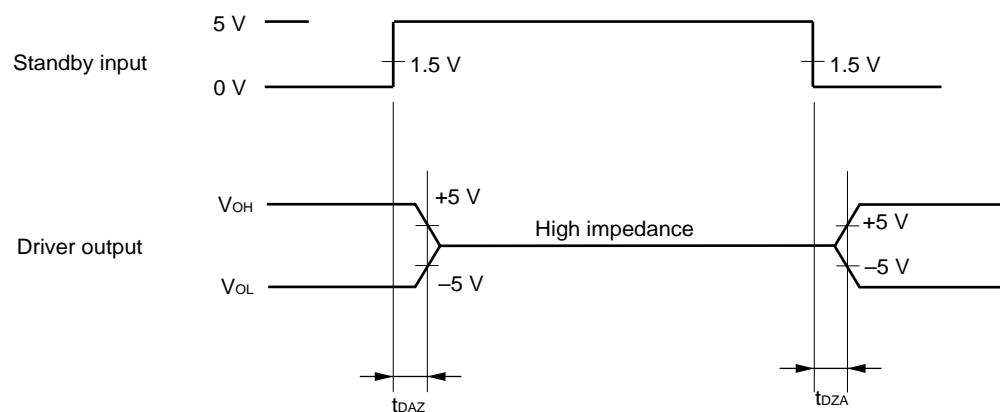 5 V
Standby input
1.5 V
1.5 V
0 V
VOH
+5 V
High impedance
+5 V
Driver output
–5 V
–5 V
VOL
tDAZ
tDZA